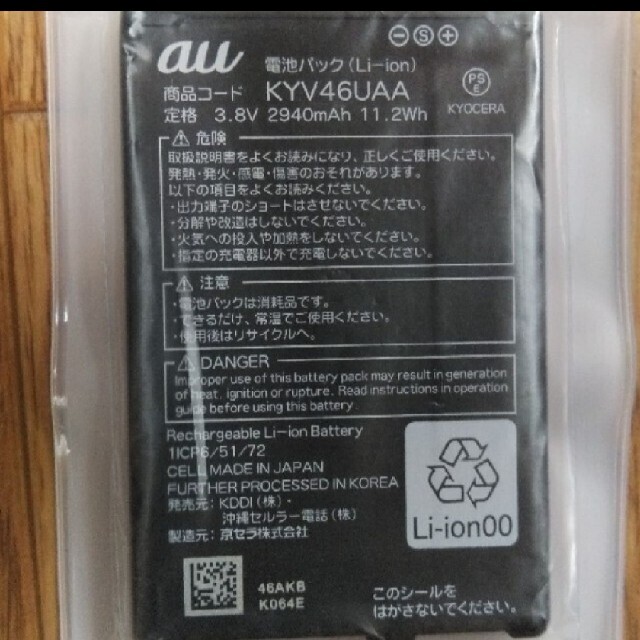 au
⊖Ⓢ⊕
電池パック(Li-ion)
商品コード KYV46UAA
定格 3.8V 2940mAh 11.2Wh
PS
E
KYOCERA
⚠危険
取扱説明書をよくお読みになり、正しくご使用ください。
発熱・発火・感電・傷害のおそれがあります。
以下の項目をよくお読みください。
・出力端子のショートはさせないでください。
・分解や改造はしないでください。
・火気への投入や加熱をしないでください。
・指定の充電器以外で充電しないでください。
⚠注意
・電池パックは消耗品です。
・できるだけ、常温でご使用ください。
・使用後はリサイクルへ。
⚠DANGER
Improper use of this battery pack may result in generation
of heat, ignition or rupture. Read instructions in operation
guide before using this battery.
Rechargeable Li-ion Battery
1ICP6/51/72
CELL MADE IN JAPAN
FURTHER PROCESSED IN KOREA
発売元: KDDI(株)・
沖縄セルラー電話(株)
製造元: 京セラ株式会社
Li-ion00
46AKB
K064E
このシールを
はがさないでください。